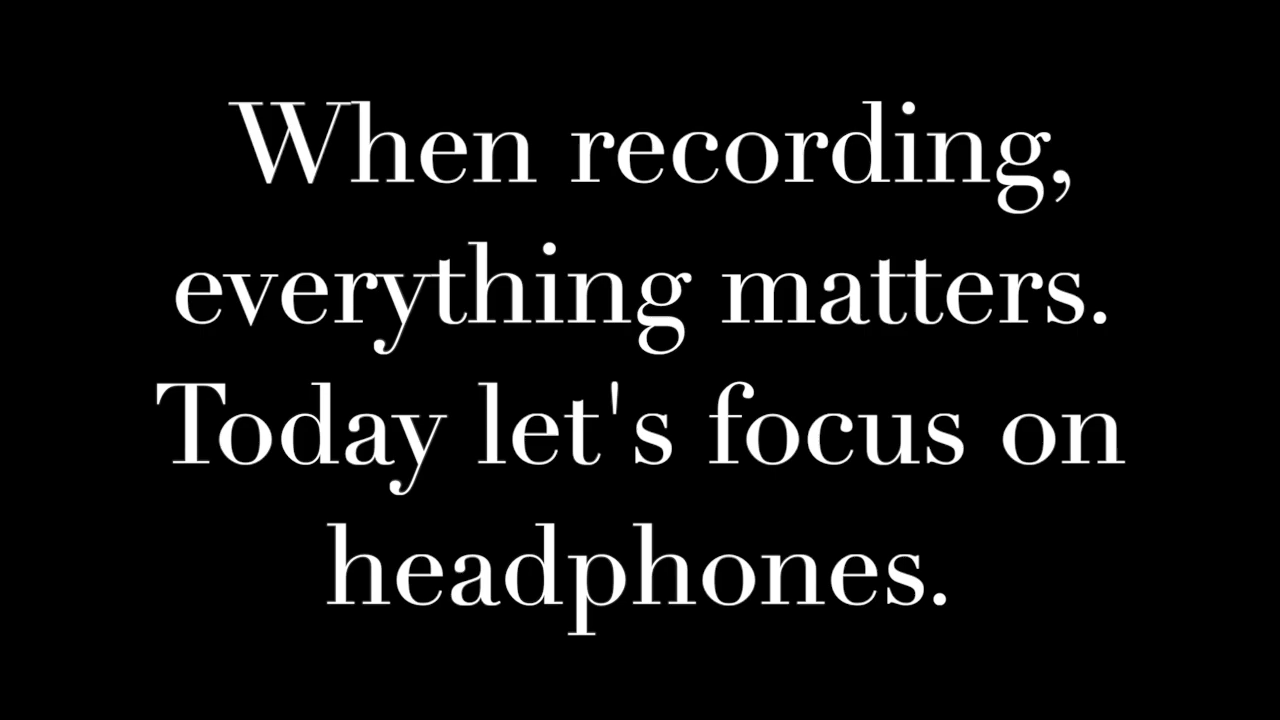 When recording,
everything matters.
Today let's focus on
headphones.